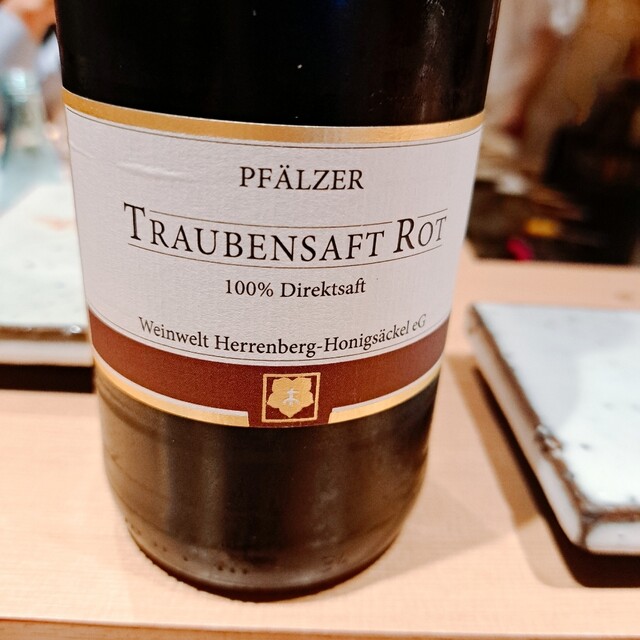 PFÄLZER
TRAUBENSAFT ROT
100% Direktsaft
Weinwelt Herrenberg-Honigsäckel eG